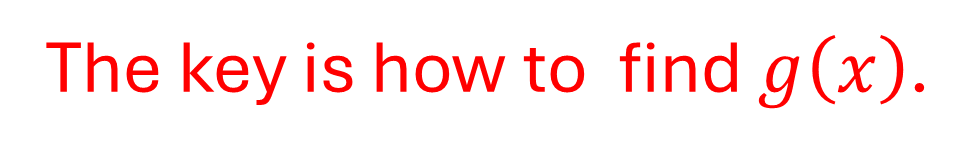 The key is how to find g(x).